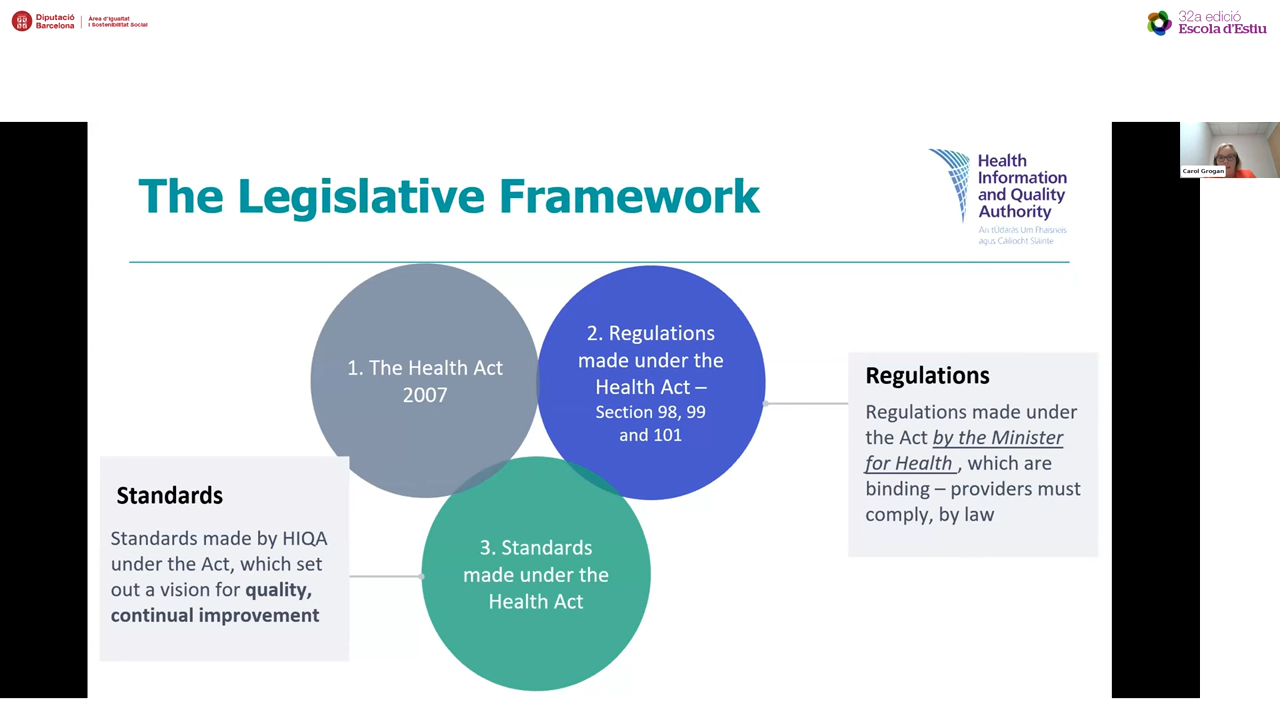 Diputació
Barcelona
Àrea d'Igualtat
i Sostenibilitat Social
32a edició
Escola d'Estiu
The Legislative Framework
Health
Information
and Quality
Authority
An tÚdarás Um Fhaisnéis
agus Cáilíocht Sláinte
Carol Grogan
1. The Health Act
2007
2. Regulations
made under the
Health Act –
Section 98, 99
and 101
Regulations
Regulations made under
the Act by the Minister
for Health , which are
binding – providers must
comply, by law
Standards
Standards made by HIQA
under the Act, which set
out a vision for quality,
continual improvement
3. Standards
made under the
Health Act